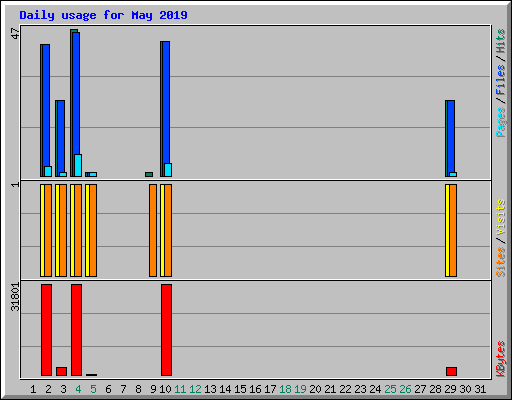 Daily usage for May 2019
47
Pages / Files / Hits
1
Sites / Visits
31801
KBytes
1 2 3 4 5 6 7 8 9 10 11 12 13 14 15 16 17 18 19 20 21 22 23 24 25 26 27 28 29 30 31